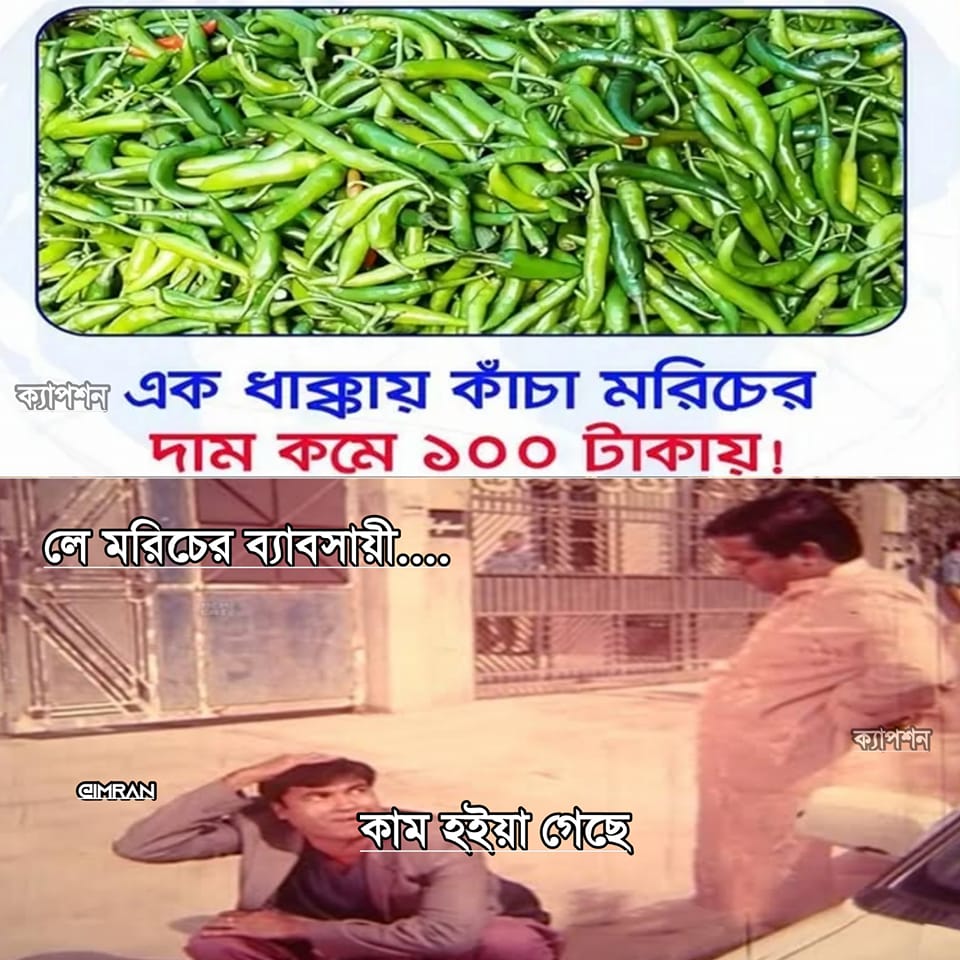 ক্যাপশন
এক ধাক্কায় কাঁচা মরিচের
দাম কমে ১০০ টাকায়!
লে মরিচের ব্যাবসায়ী....
ক্যাপশন
@IMRAN
কাম হইয়া গেছে